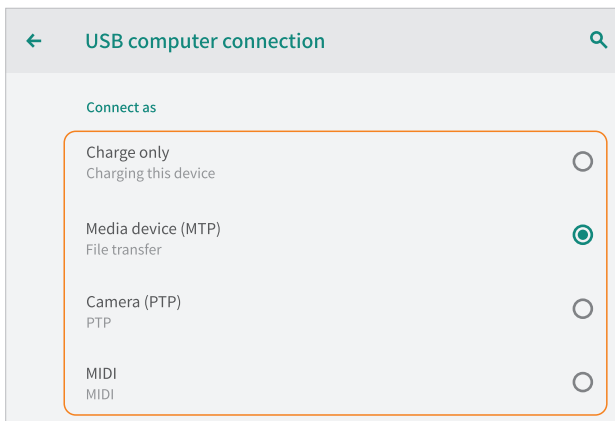 USB computer connection
Connect as
Charge only
Charging this device
Media device (MTP)
File transfer
Camera (PTP)
PTP
MIDI
MIDI